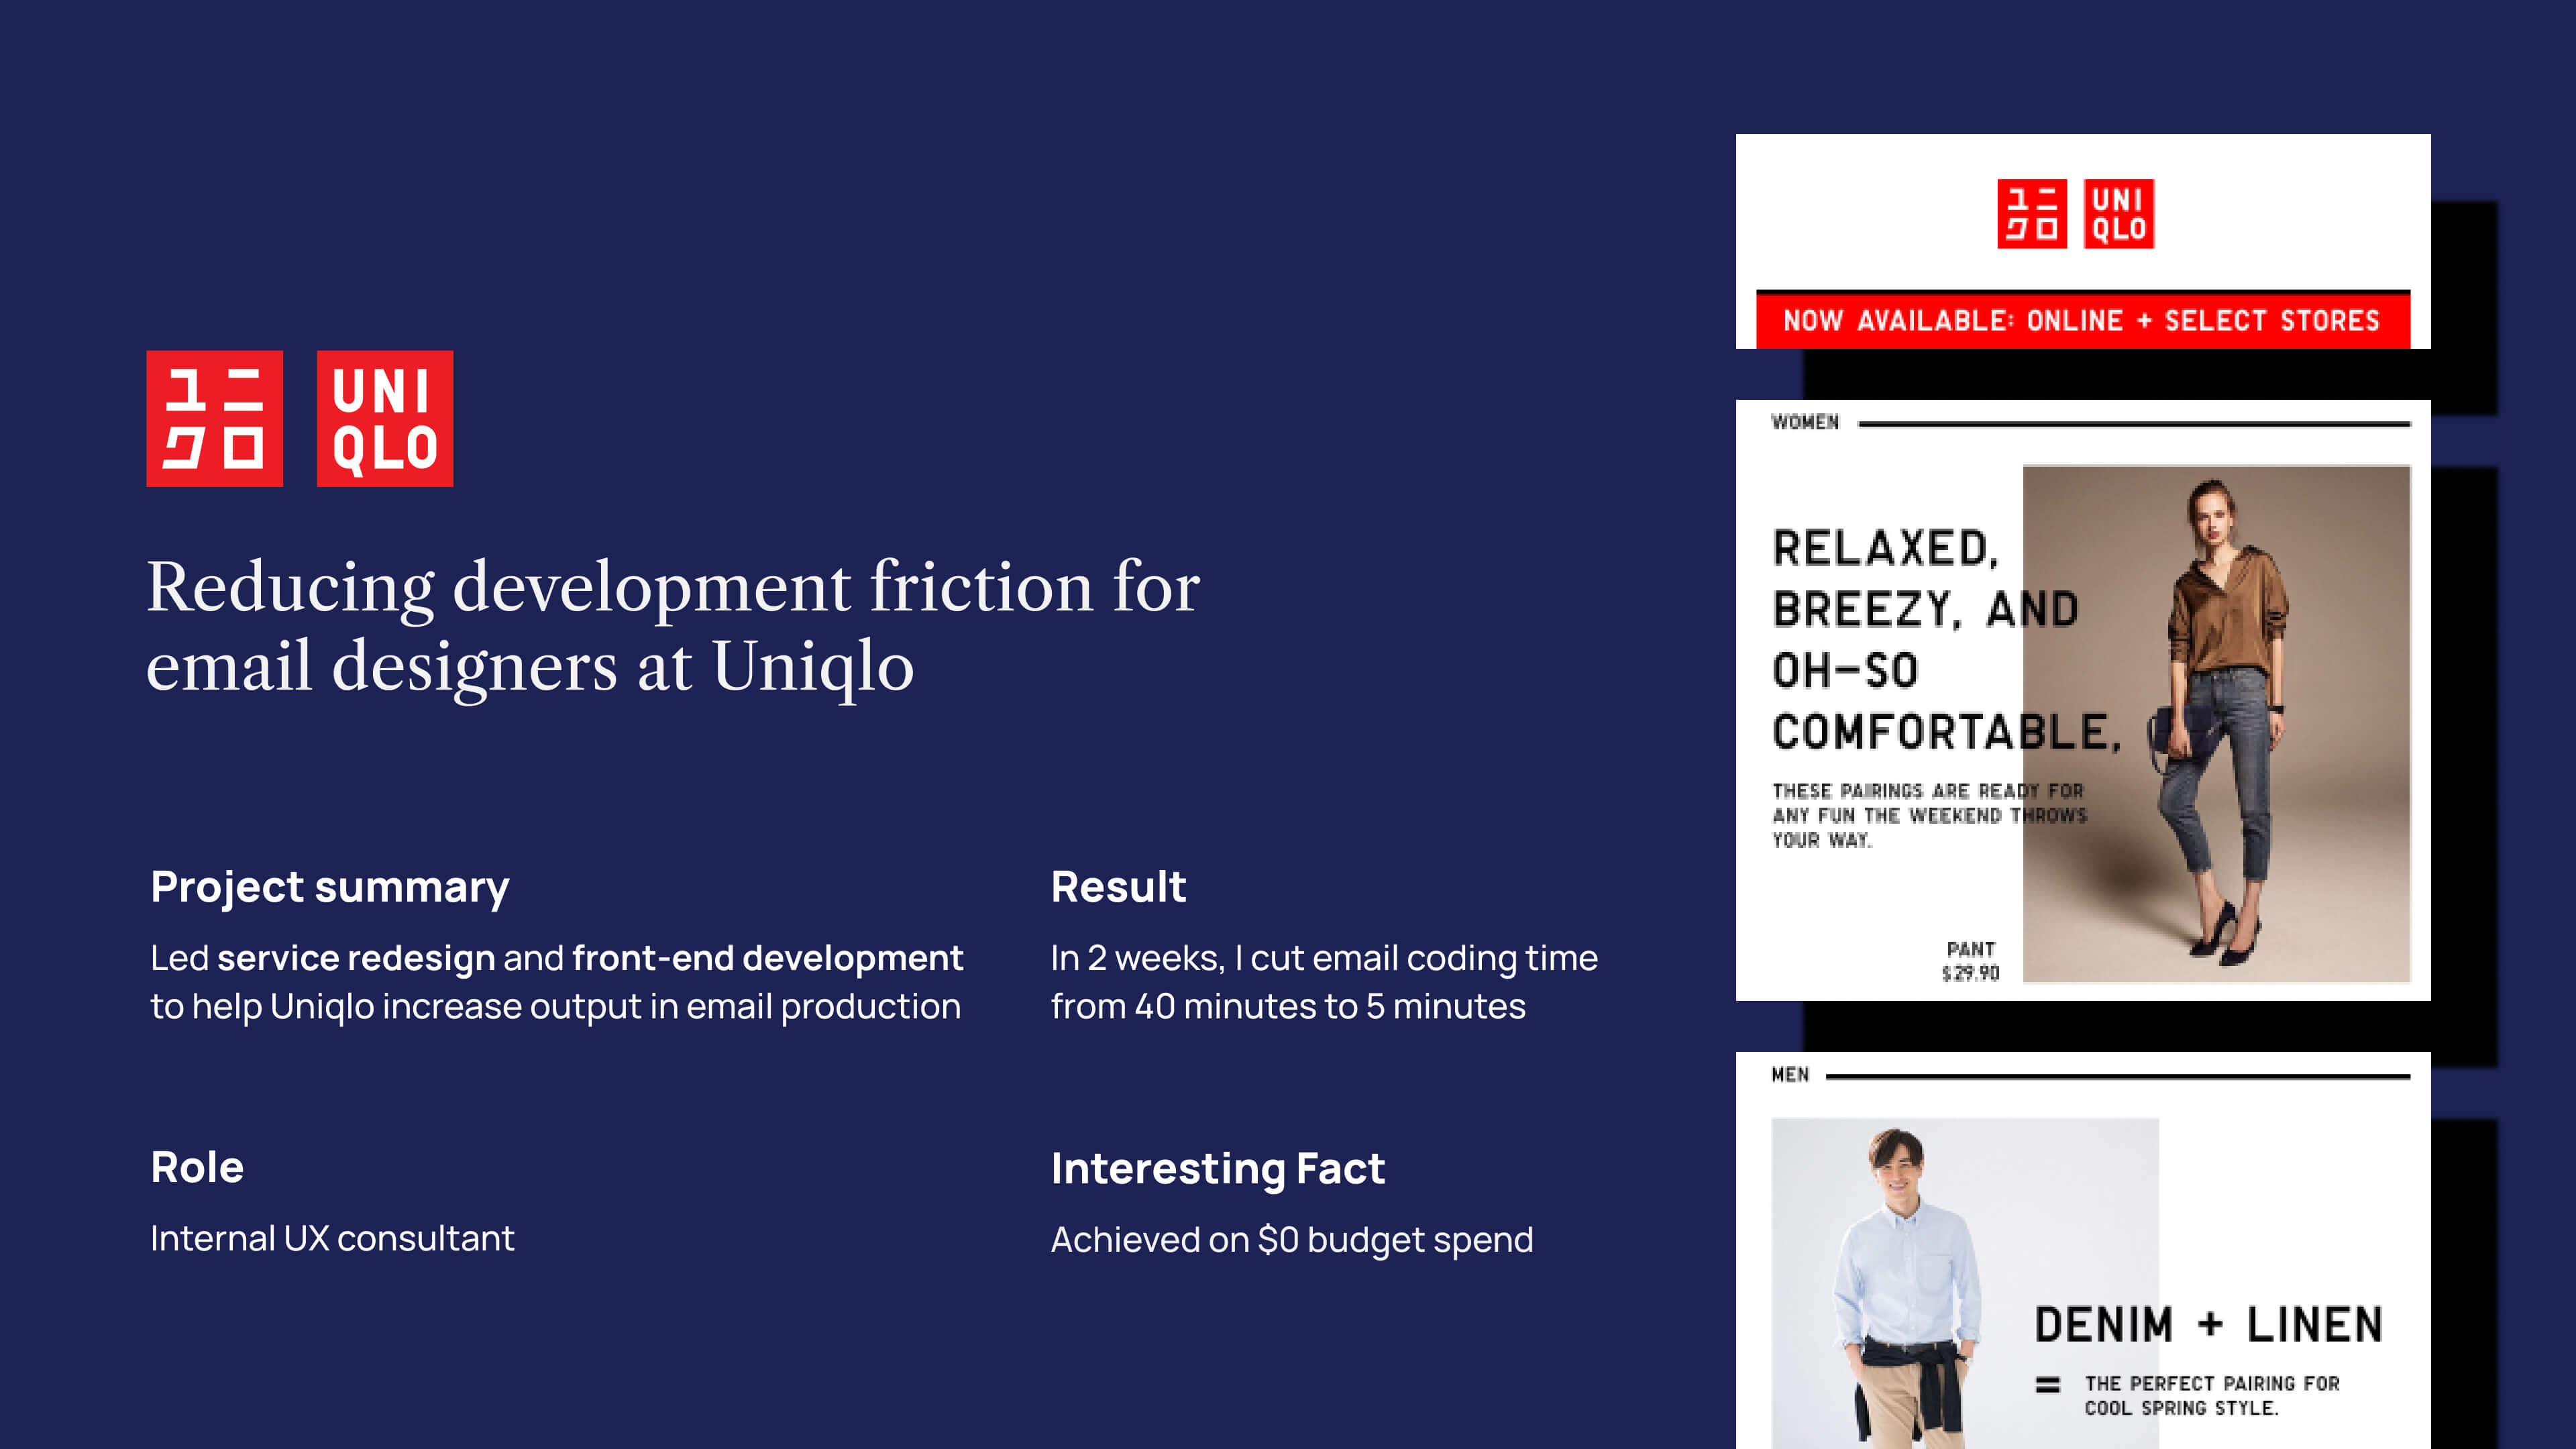 ユニ
クロ
UNI
QLO
Reducing development friction for
email designers at Uniqlo
Project summary
Led service redesign and front-end development
to help Uniqlo increase output in email production
Result
In 2 weeks, I cut email coding time
from 40 minutes to 5 minutes
Role
Internal UX consultant
Interesting Fact
Achieved on $0 budget spend
ユニ
クロ
UNI
QLO
NOW AVAILABLE: ONLINE + SELECT STORES
WOMEN
RELAXED,
BREEZY, AND
OH-SO
COMFORTABLE,
THESE PAIRINGS ARE READY FOR
ANY FUN THE WEEKEND THROWS
YOUR WAY.
PANT
$29.90
MEN
DENIM + LINEN
= THE PERFECT PAIRING FOR
COOL SPRING STYLE.